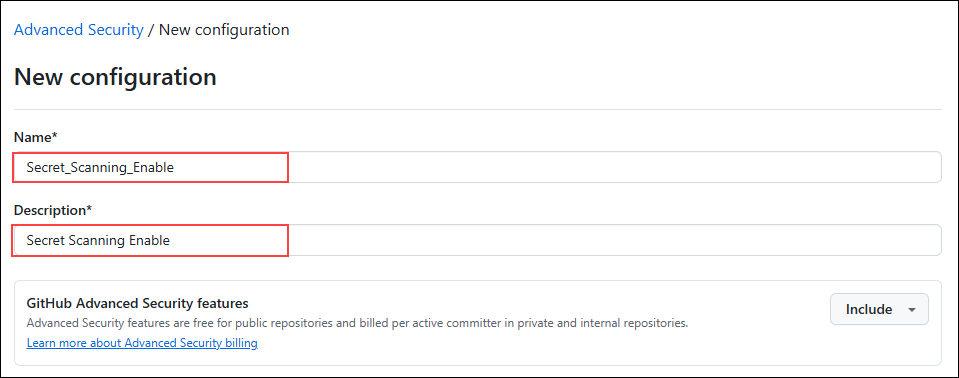 Advanced Security / New configuration
New configuration
Name*
Secret_Scanning_Enable
Description*
Secret Scanning Enable
GitHub Advanced Security features
Advanced Security features are free for public repositories and billed per active committer in private and internal repositories.
Include
Learn more about Advanced Security billing